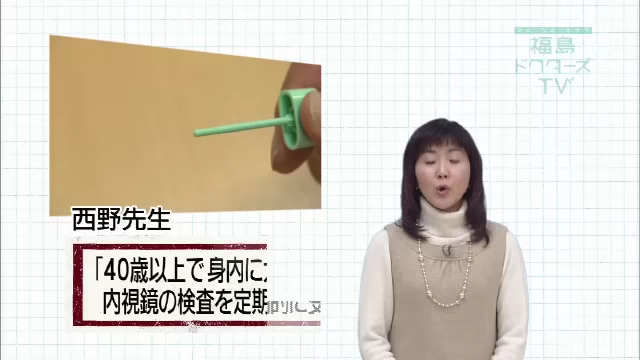 福島
ドクターズ
TV
西野先生
「40歳以上で身内に
内視鏡の検査を定期